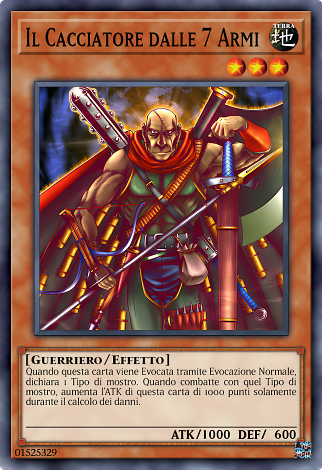 Il Cacciatore dalle 7 Armi
TERRA
地
[Guerriero/Effetto]
Quando questa carta viene Evocata tramite Evocazione Normale,
dichiara 1 Tipo di mostro. Quando combatte con quel Tipo di
mostro, aumenta l'ATK di questa carta di 1000 punti solamente
durante il calcolo dei danni.
ATK/1000 DEF/ 600
01525329